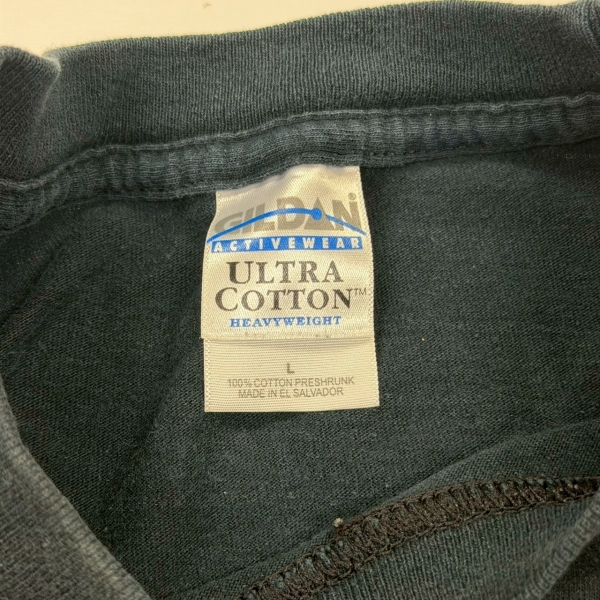 GILDAN®
ACTIVEWEAR
ULTRA
COTTON™
HEAVYWEIGHT
L
100% COTTON PRESHRUNK
MADE IN EL SALVADOR